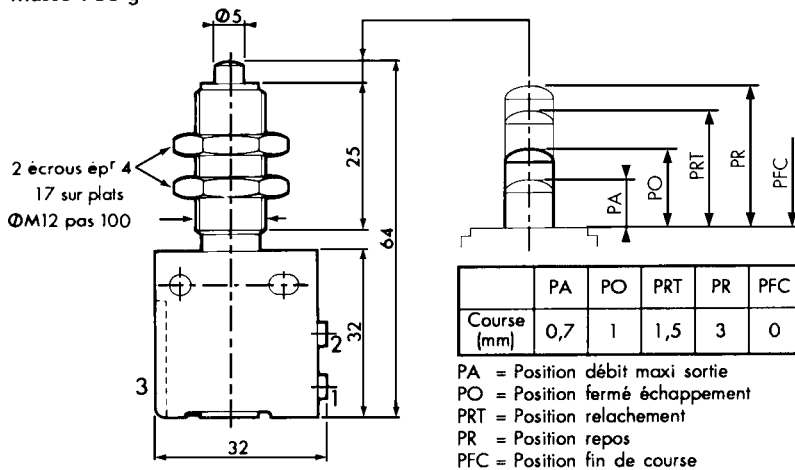 Ø5
2 écrous épʳ 4
17 sur plats
ØM12 pas 100
25
64
32
2
3
1
32
PA
PO
PRT
PR
PFC
PA PO PRT PR PFC
Course (mm) 0,7 1 1,5 3 0
PA = Position débit maxi sortie
PO = Position fermé échappement
PRT = Position relachement
PR = Position repos
PFC = Position fin de course